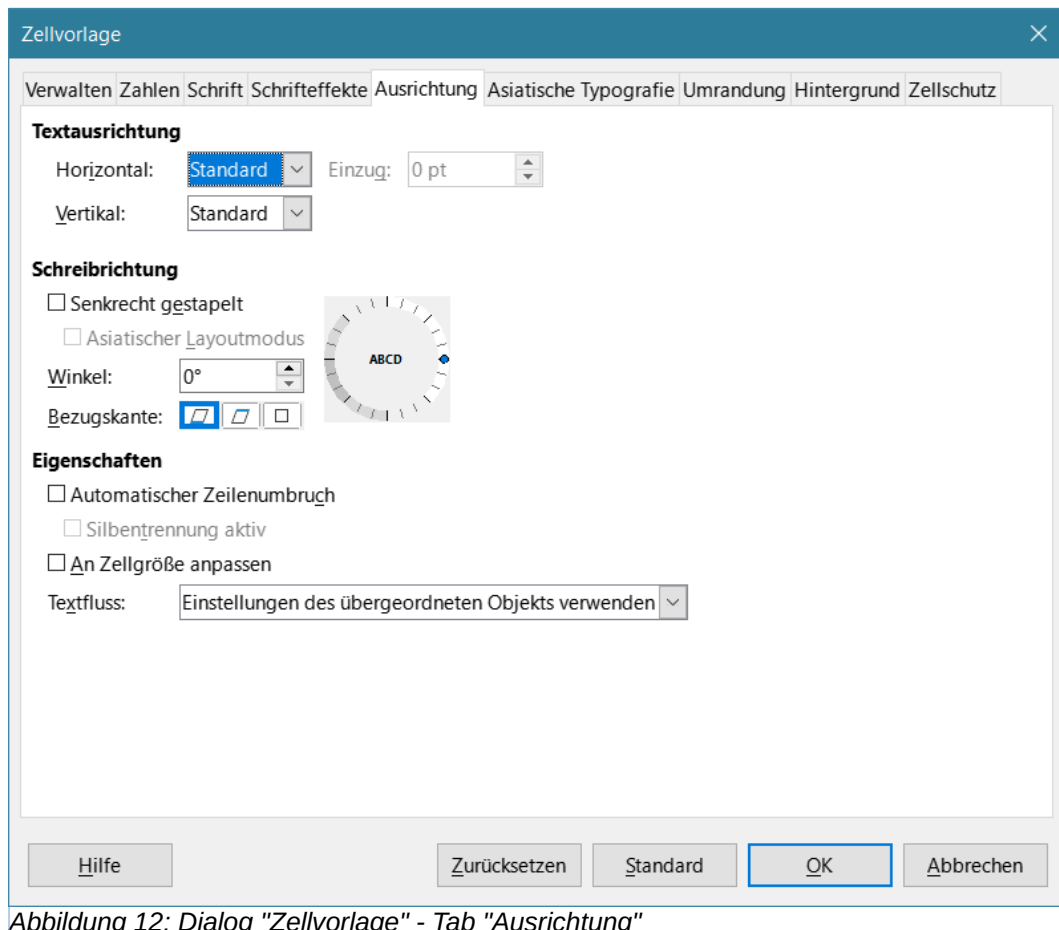 Zellvorlage
Verwalten Zahlen Schrift Schrifteffekte Ausrichtung Asiatische Typografie Umrandung Hintergrund Zellschutz
Textausrichtung
Horizontal: Standard Einzug: 0 pt
Vertikal: Standard
Schreibrichtung
Senkrecht gestapelt
Asiatischer Layoutmodus
ABCD
Winkel: 0°
Bezugskante:
Eigenschaften
Automatischer Zeilenumbruch
Silbentrennung aktiv
An Zellgröße anpassen
Textfluss: Einstellungen des übergeordneten Objekts verwenden
Hilfe Zurücksetzen Standard OK Abbrechen
Abbildung 12: Dialog "Zellvorlage" - Tab "Ausrichtung"